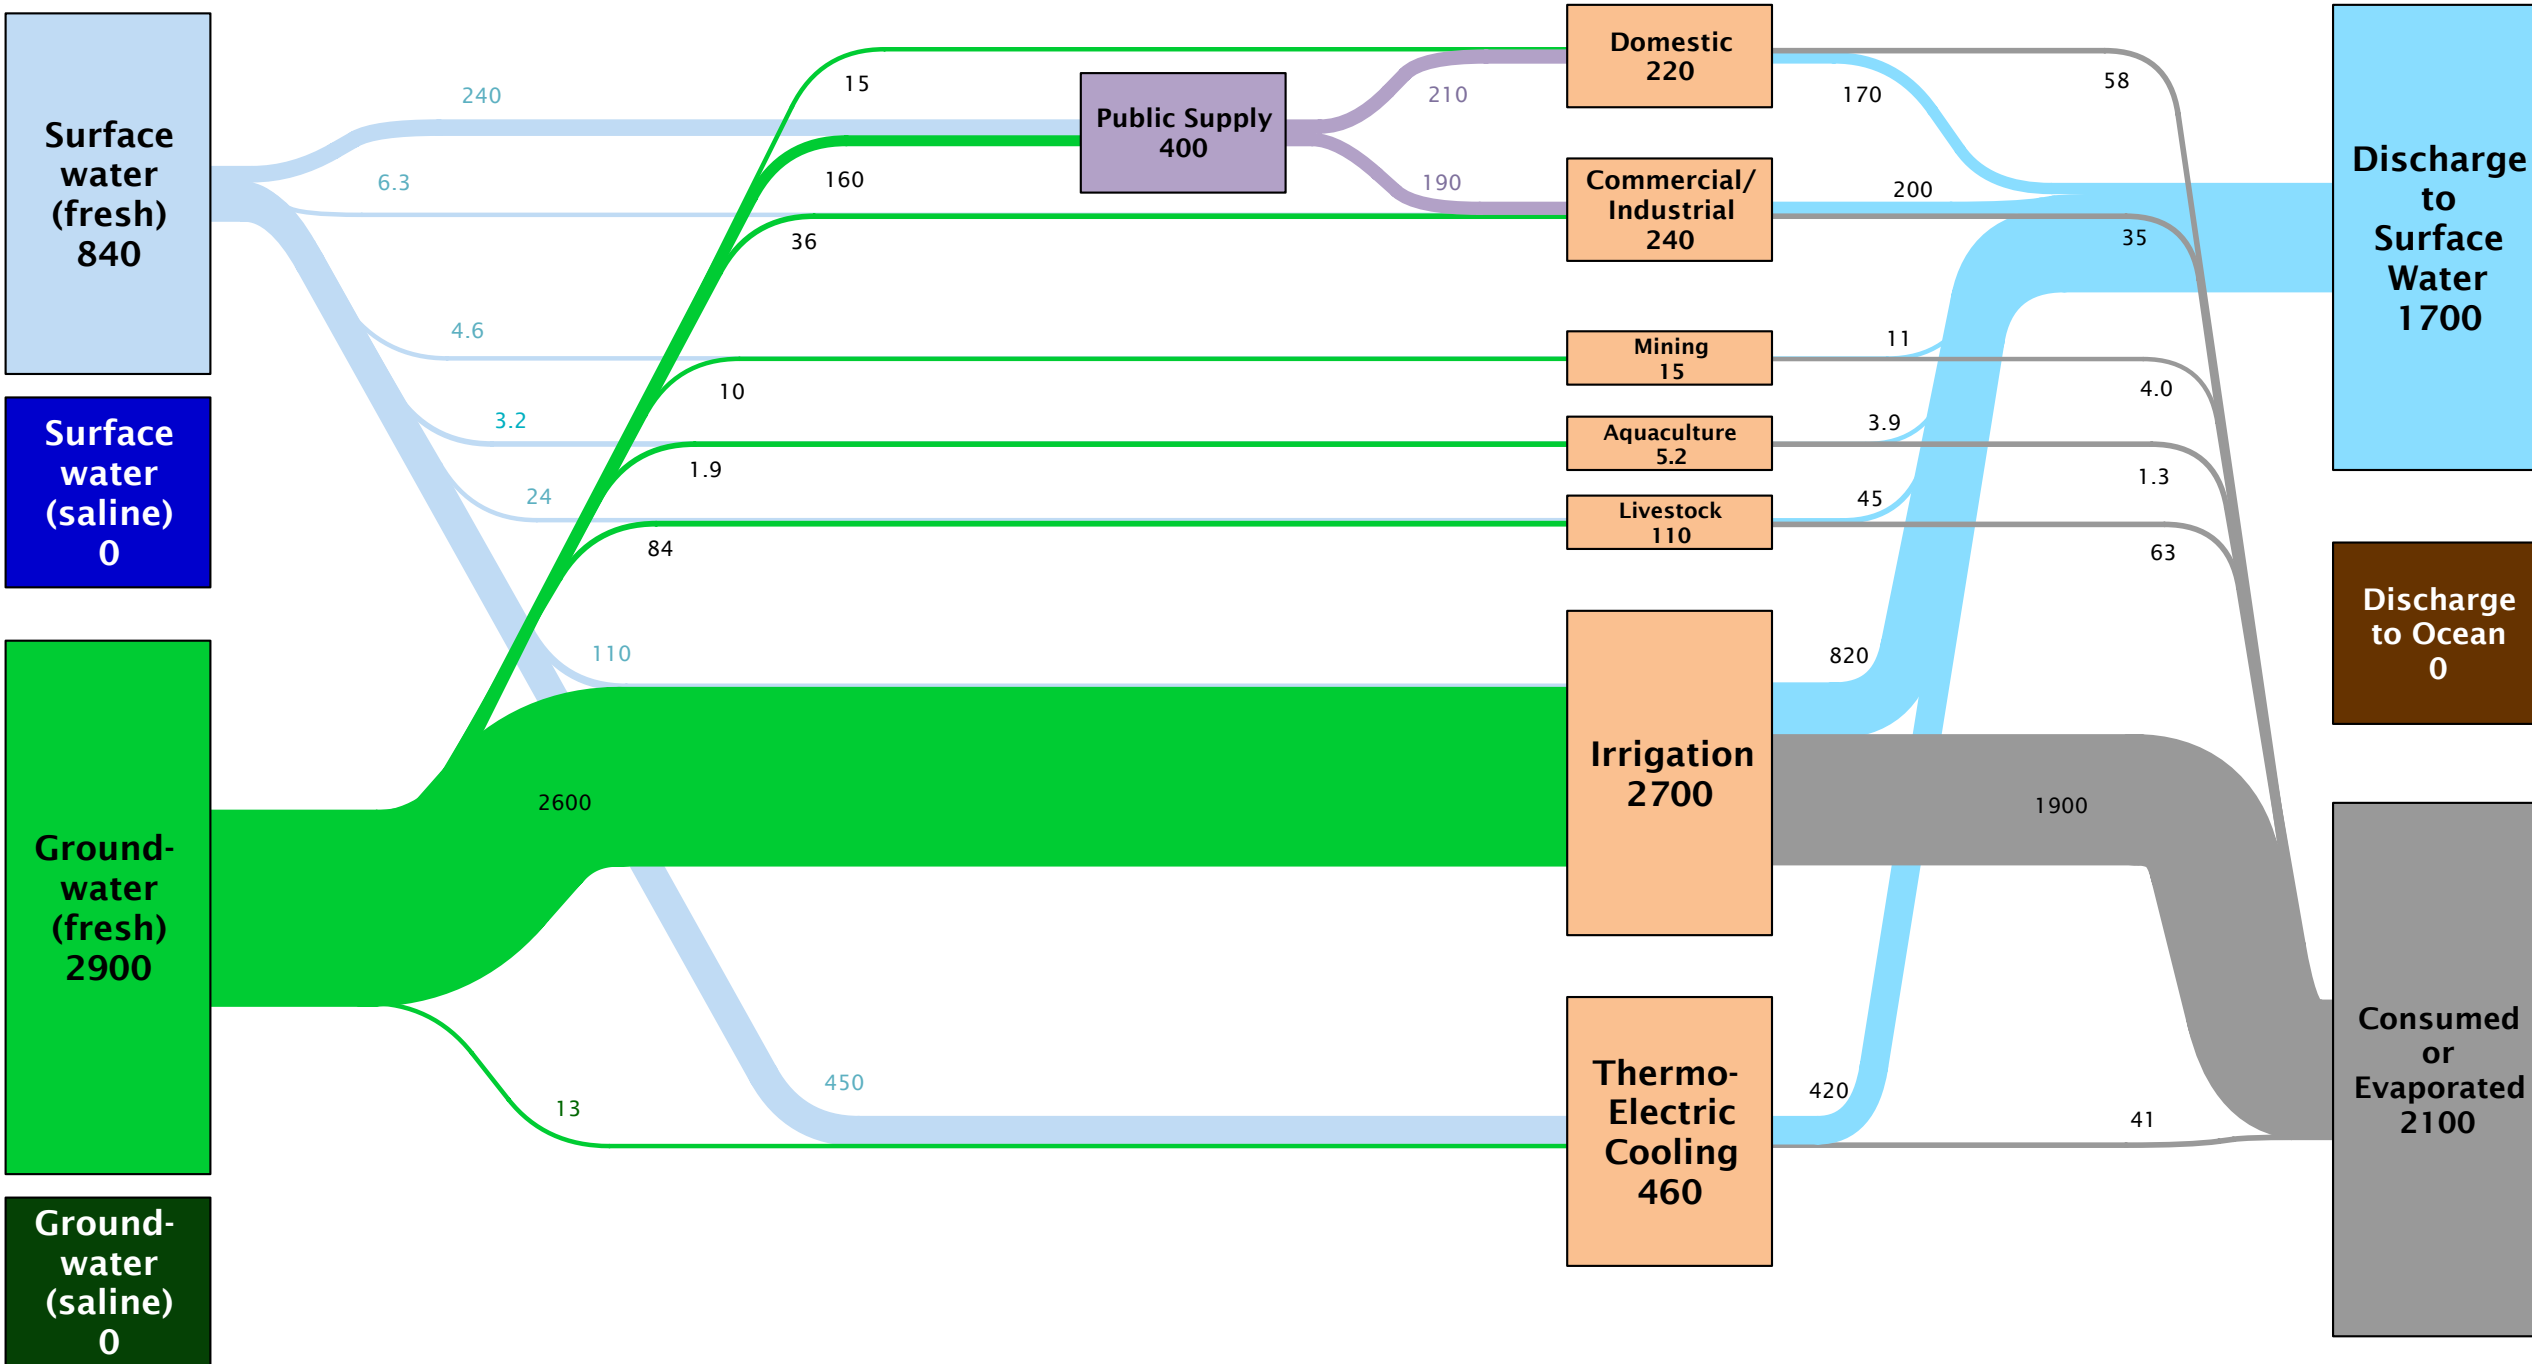 Surface
water
(fresh)
840
Surface
water
(saline)
0
Ground-
water
(fresh)
2900
Ground-
water
(saline)
0
240
6.3
4.6
3.2
24
110
450
15
160
36
10
1.9
84
2600
13
Public Supply
400
210
190
Domestic
220
Commercial/
Industrial
240
Mining
15
Aquaculture
5.2
Livestock
110
Irrigation
2700
Thermo-
Electric
Cooling
460
170
200
11
3.9
45
820
420
58
35
4.0
1.3
63
1900
41
Discharge
to
Surface
Water
1700
Discharge
to Ocean
0
Consumed
or
Evaporated
2100